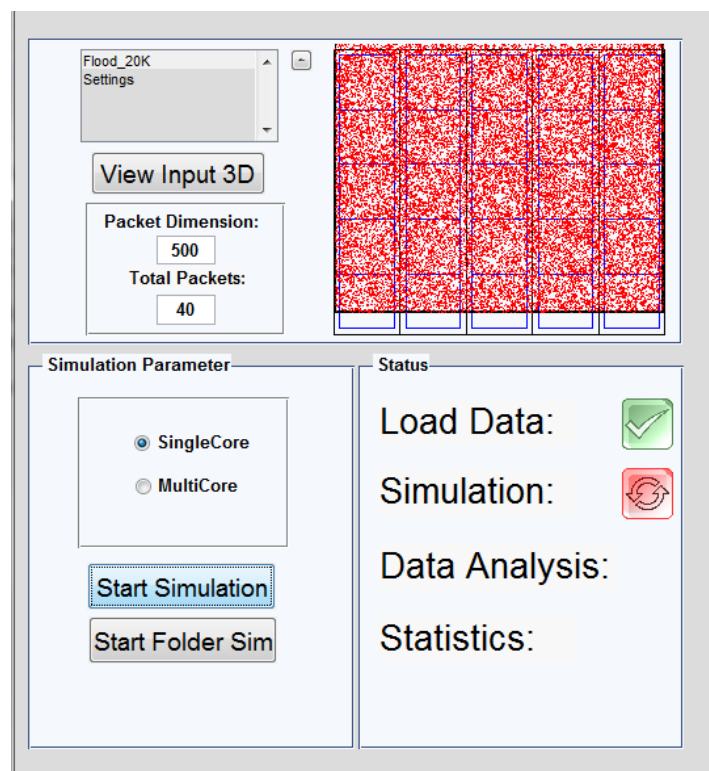 Flood_20K
Settings
View Input 3D
Packet Dimension:
500
Total Packets:
40
Simulation Parameter
SingleCore
MultiCore
Start Simulation
Start Folder Sim
Status
Load Data:
Simulation:
Data Analysis:
Statistics: